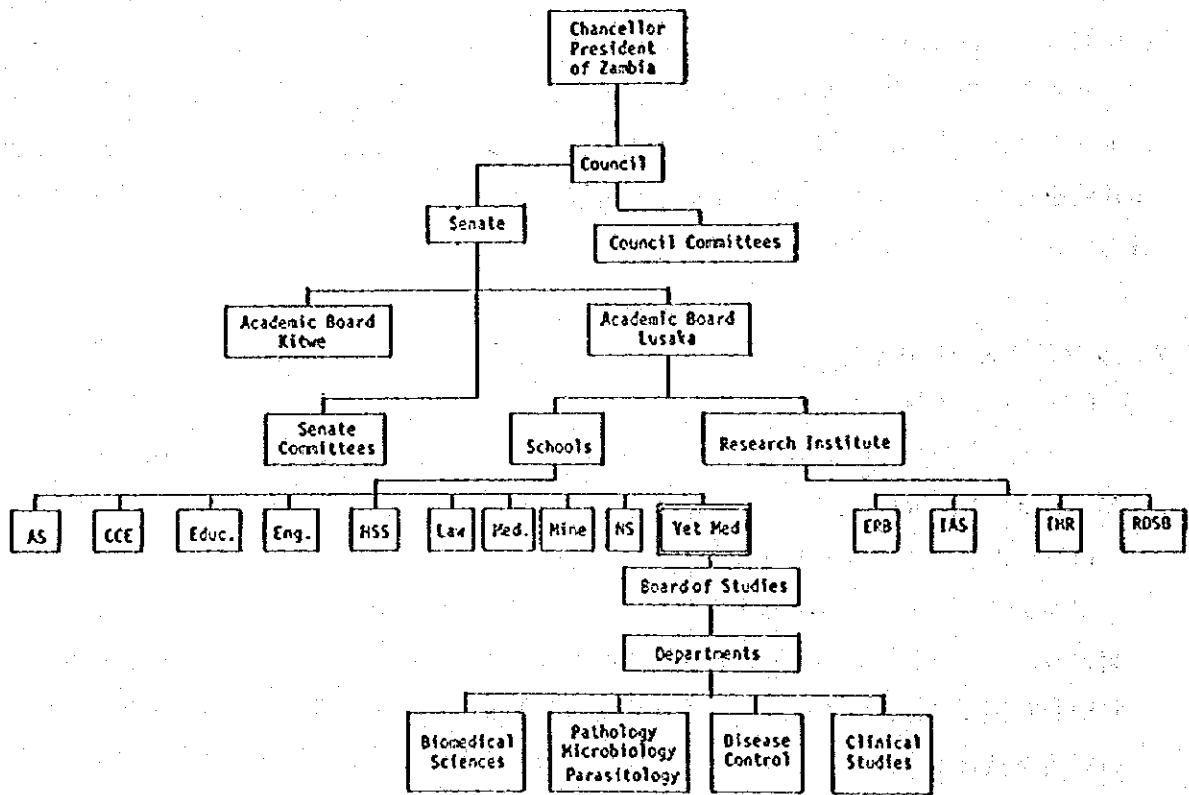 Chancellor
President
of Zambia
Council
Senate
Council Committees
Academic Board
Kitwe
Academic Board
Lusaka
Senate
Committees
Schools
Research Institute
AS
CCE
Educ.
Eng.
HSS
Law
Med.
Mine
NS
Vet Med
ERB
IAS
IHR
RDSB
Board of Studies
Departments
Biomedical
Sciences
Pathology
Microbiology
Parasitology
Disease
Control
Clinical
Studies